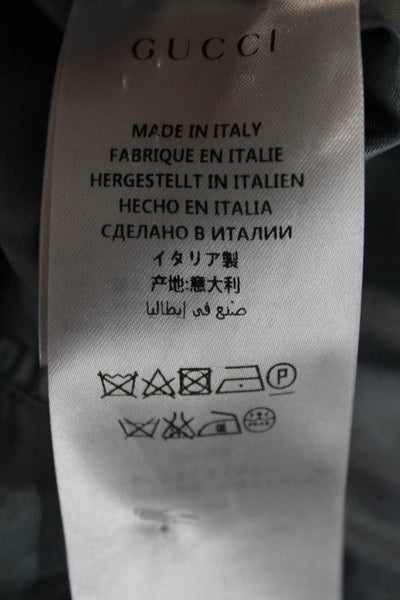 GUCCI
MADE IN ITALY
FABRIQUE EN ITALIE
HERGESTELLT IN ITALIEN
HECHO EN ITALIA
СДЕЛАНО В ИТАЛИИ
イタリア製
产地:意大利
صنع في إيطاليا
P